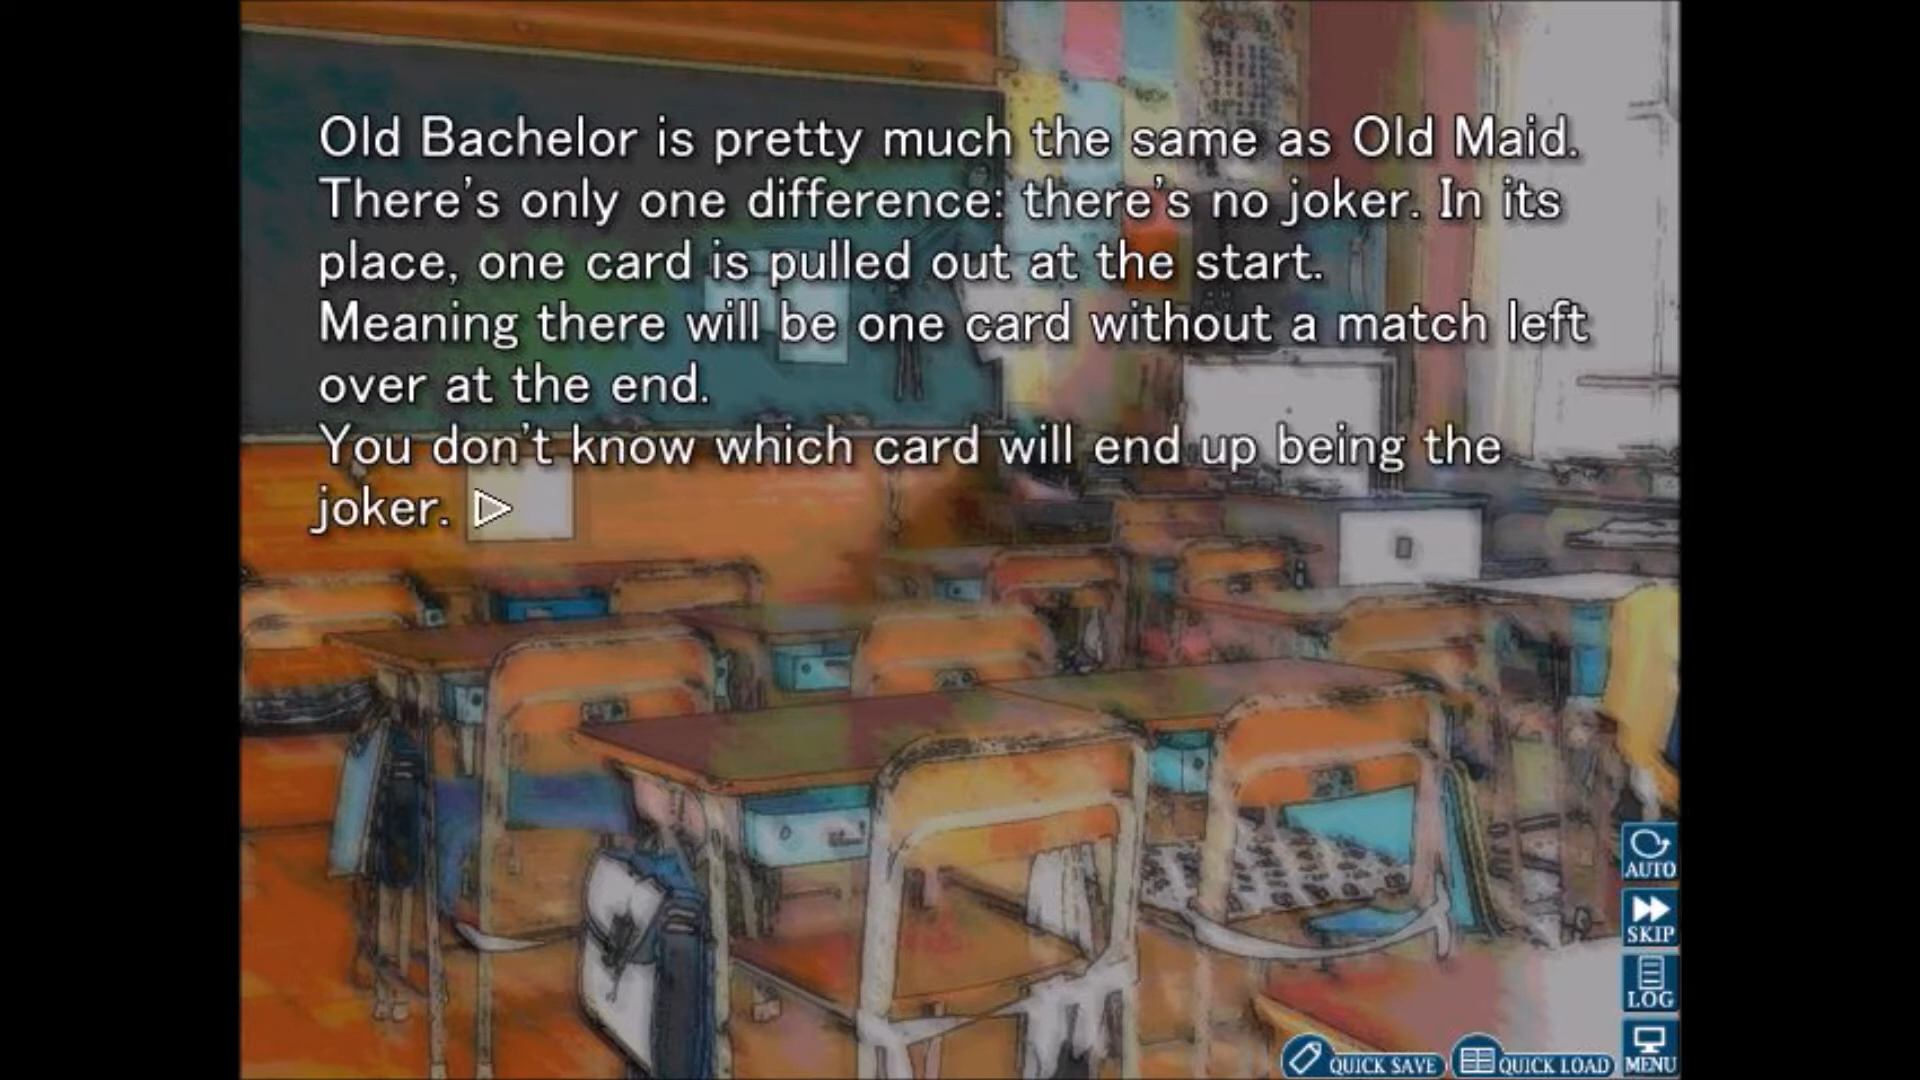 Old Bachelor is pretty much the same as Old Maid.
There's only one difference: there's no joker. In its
place, one card is pulled out at the start.
Meaning there will be one card without a match left
over at the end.
You don't know which card will end up being the
joker.
AUTO
SKIP
LOG
MENU
QUICK SAVE
QUICK LOAD